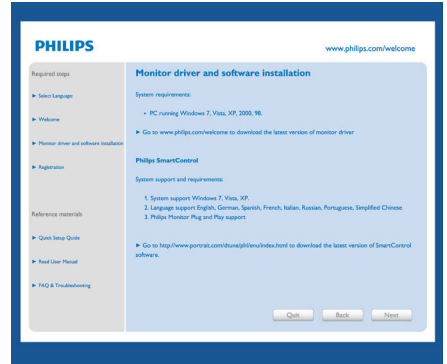 PHILIPS
www.philips.com/welcome
Required steps
► Select Language
► Welcome
► Monitor driver and software installation
► Registration
Reference materials
► Quick Setup Guide
► Read User Manual
► FAQ & Troubleshooting
Monitor driver and software installation
System requirements:
• PC running Windows 7, Vista, XP, 2000, 98.
► Go to www.philips.com/welcome to download the latest version of monitor driver
Philips SmartControl
System support and requirements:
1. System support Windows 7, Vista, XP.
2. Language support English, German, Spanish, French, Italian, Russian, Portuguese, Simplified Chinese
3. Philips Monitor Plug and Play support
► Go to http://www.portrait.com/dtune/phl/enu/index.html to download the latest version of SmartControl
software.
Quit
Back
Next